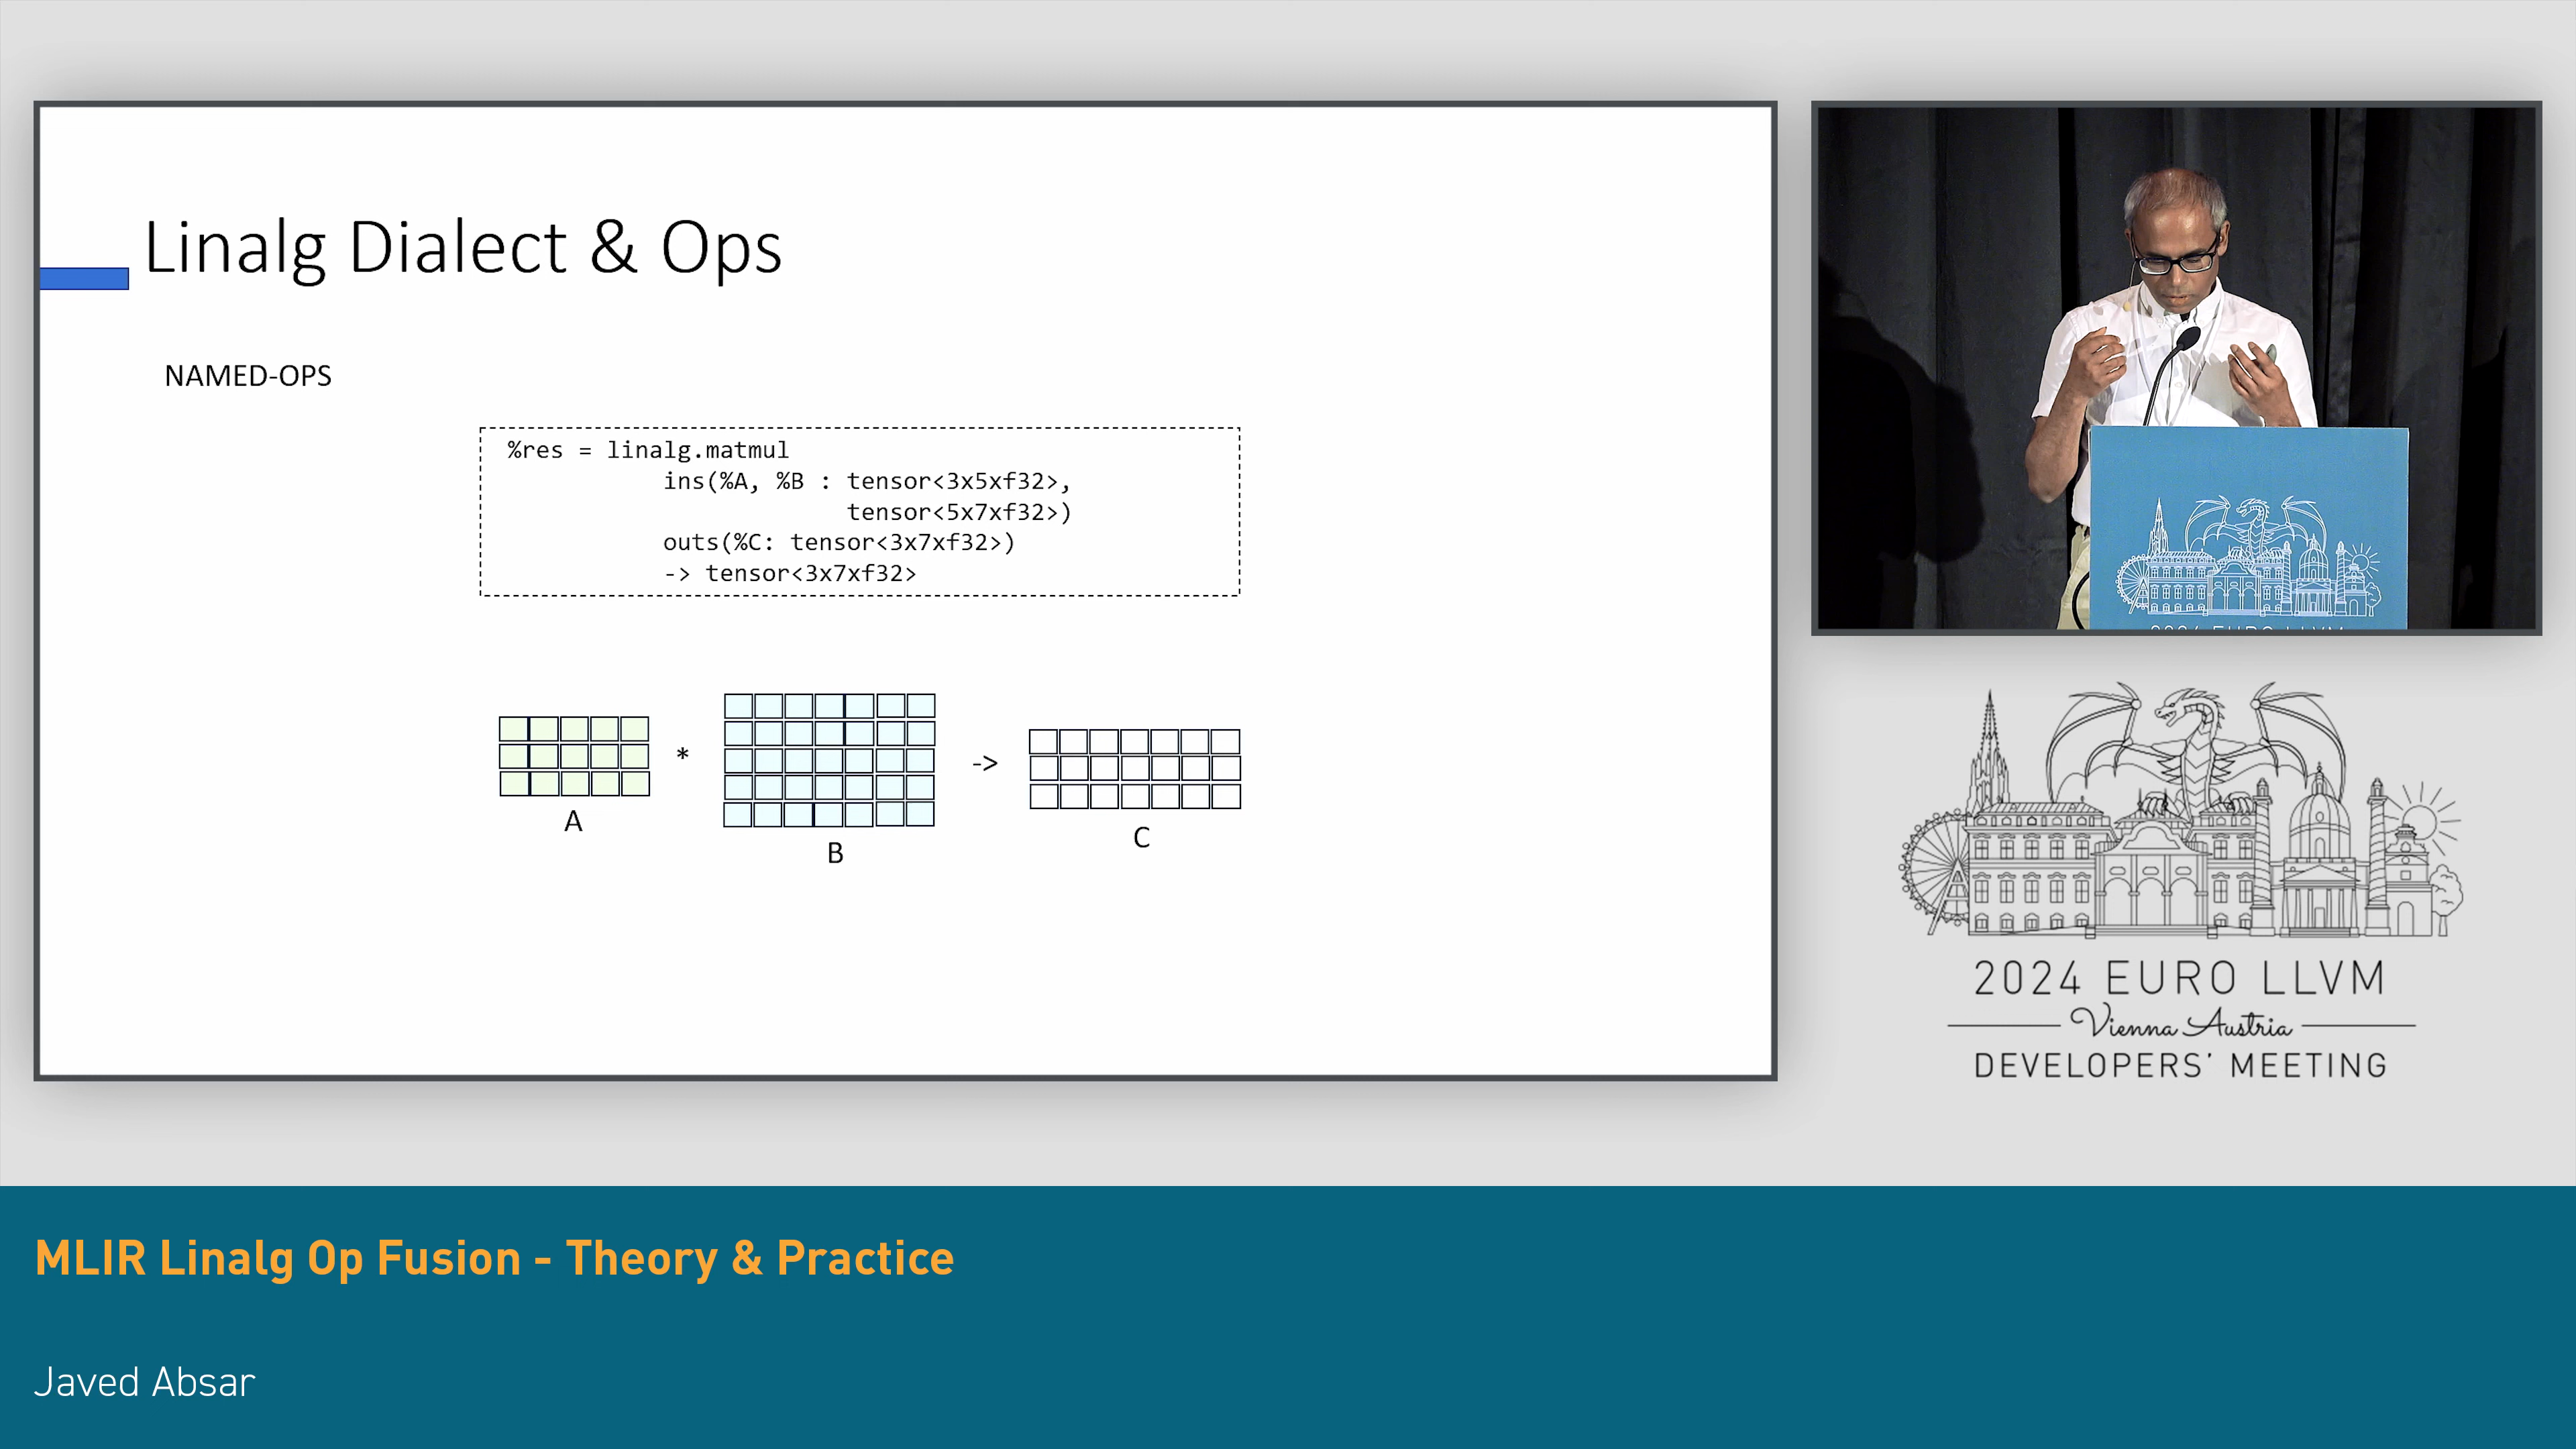 Linalg Dialect & Ops
NAMED-OPS
%res = linalg.matmul
ins(%A, %B : tensor<3x5xf32>,
tensor<5x7xf32>)
outs(%C: tensor<3x7xf32>)
-> tensor<3x7xf32>
* ->
A
B
C
2024 EURO LLVM
Vienna Austria
DEVELOPERS' MEETING
MLIR Linalg Op Fusion - Theory & Practice
Javed Absar